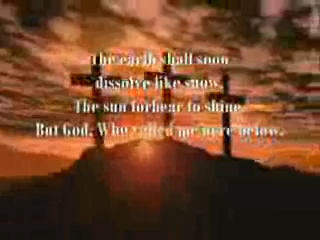 The earth shall soon
dissolve like snow,
The sun forbear to shine
But God, Who called me here below,